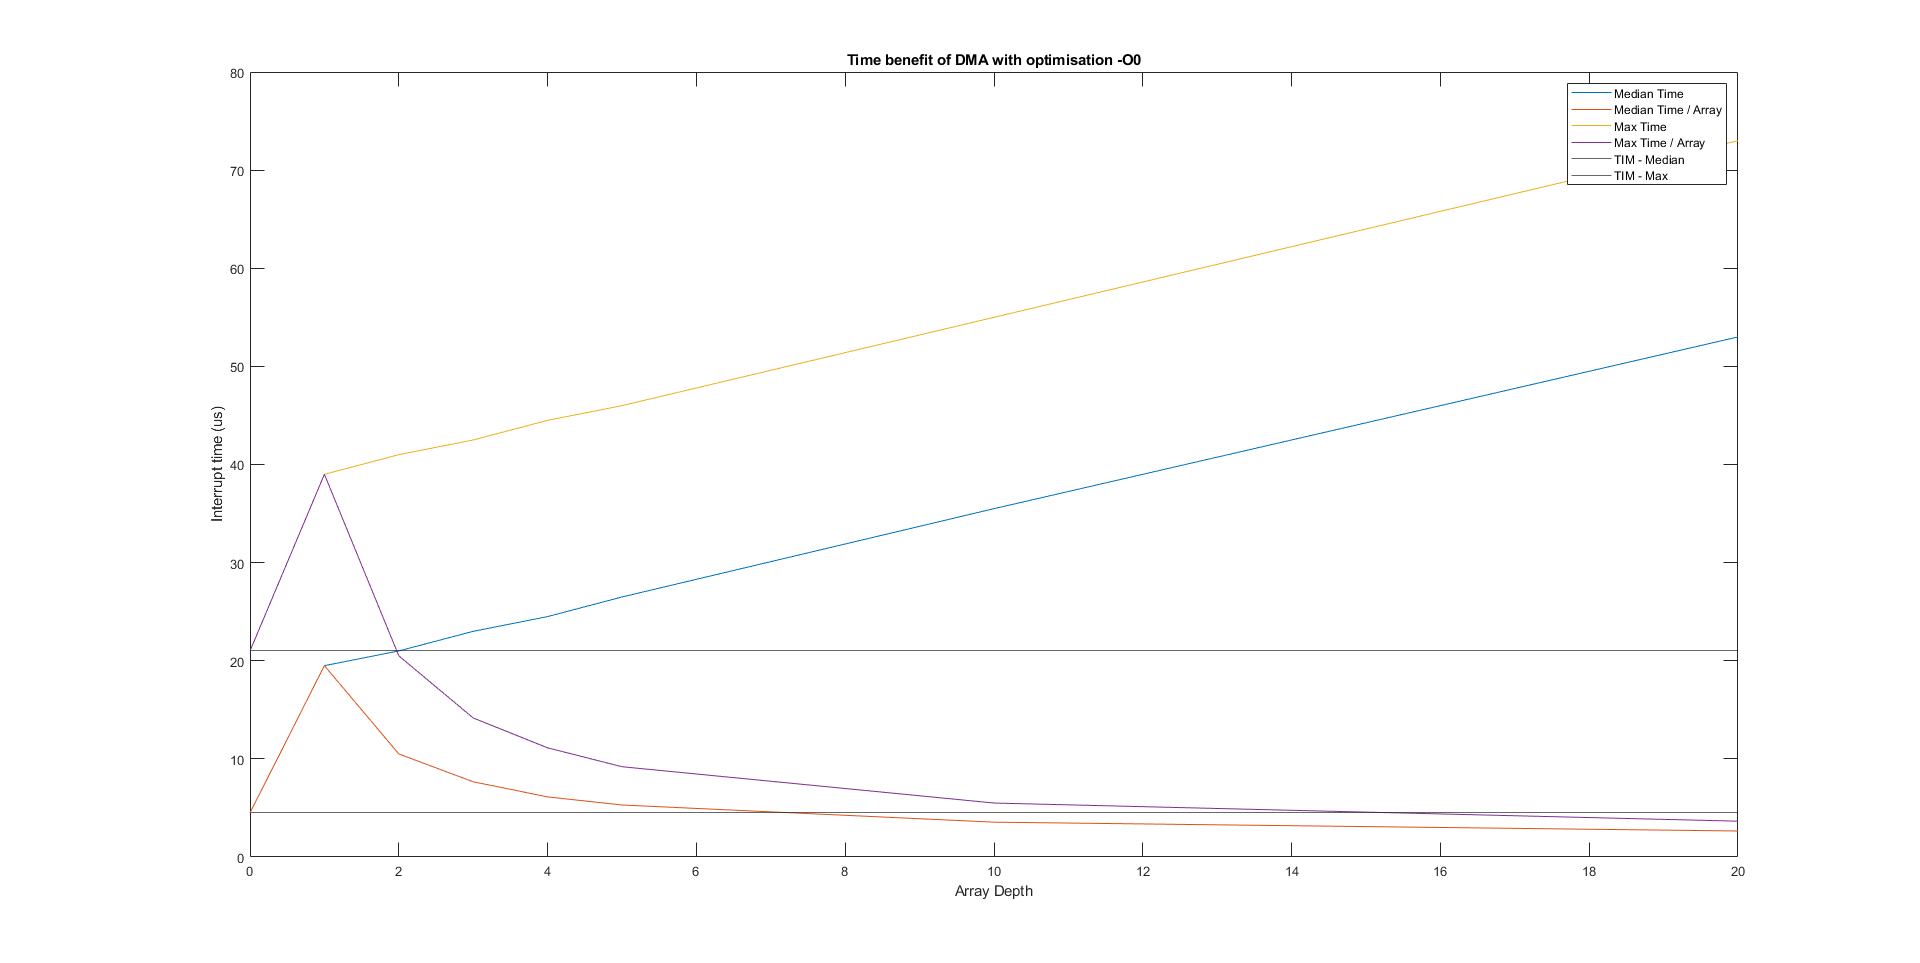 Time benefit of DMA with optimisation -O0
80
70
60
50
40
30
20
10
0
Interrupt time (us)
Median Time
Median Time / Array
Max Time
Max Time / Array
TIM - Median
TIM - Max
0 2 4 6 8 10 12 14 16 18 20
Array Depth